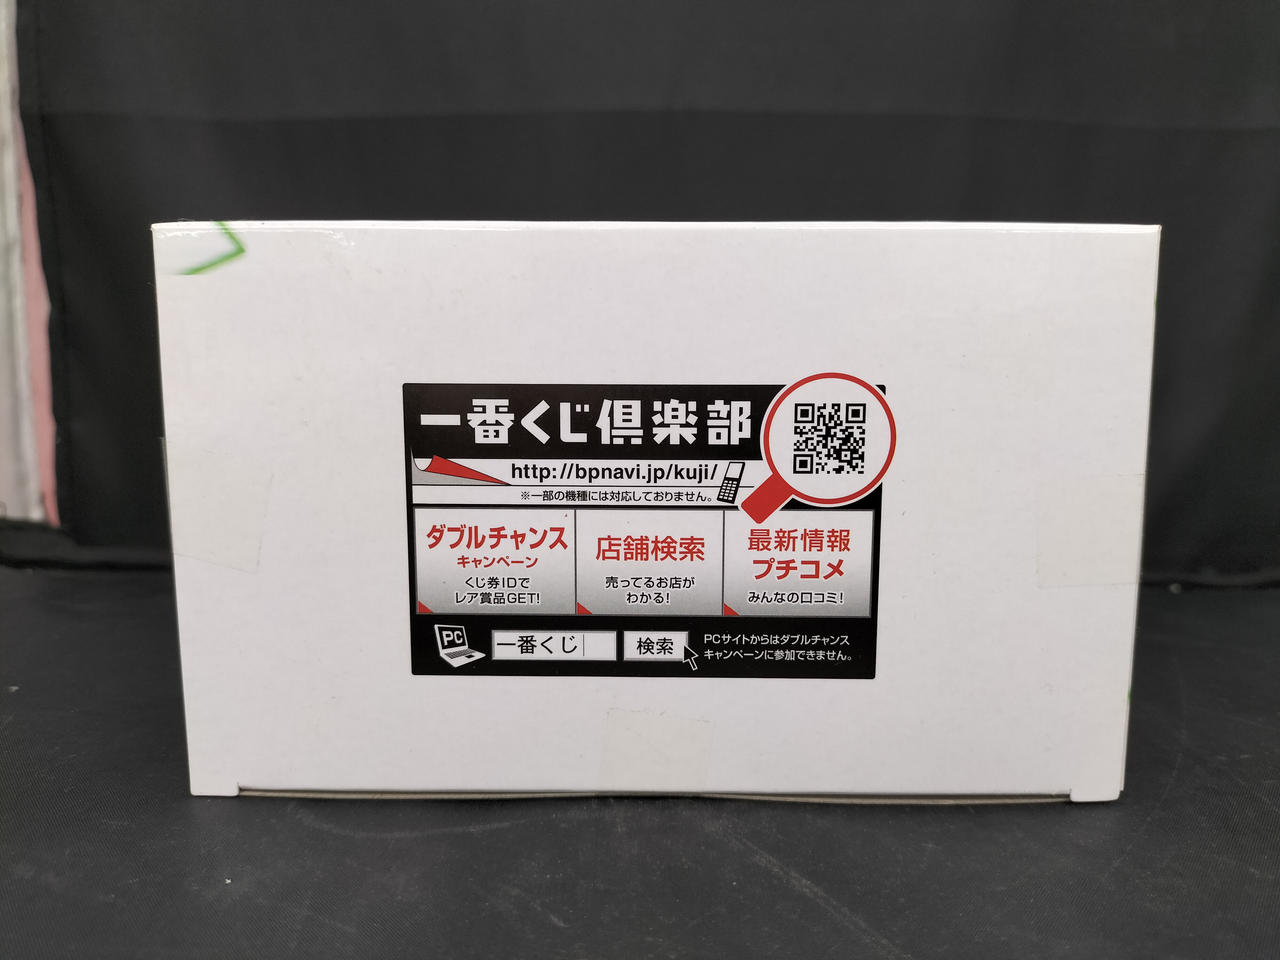 一番くじ倶楽部
http://bpnavi.jp/kuji/
※一部の機種には対応しておりません。
ダブルチャンス
キャンペーン
くじ券IDで
レア賞品GET!
店舗検索
売ってるお店が
わかる!
最新情報
プチコメ
みんなの口コミ!
PC
一番くじ
検索
PCサイトからはダブルチャンス
キャンペーンに参加できません。